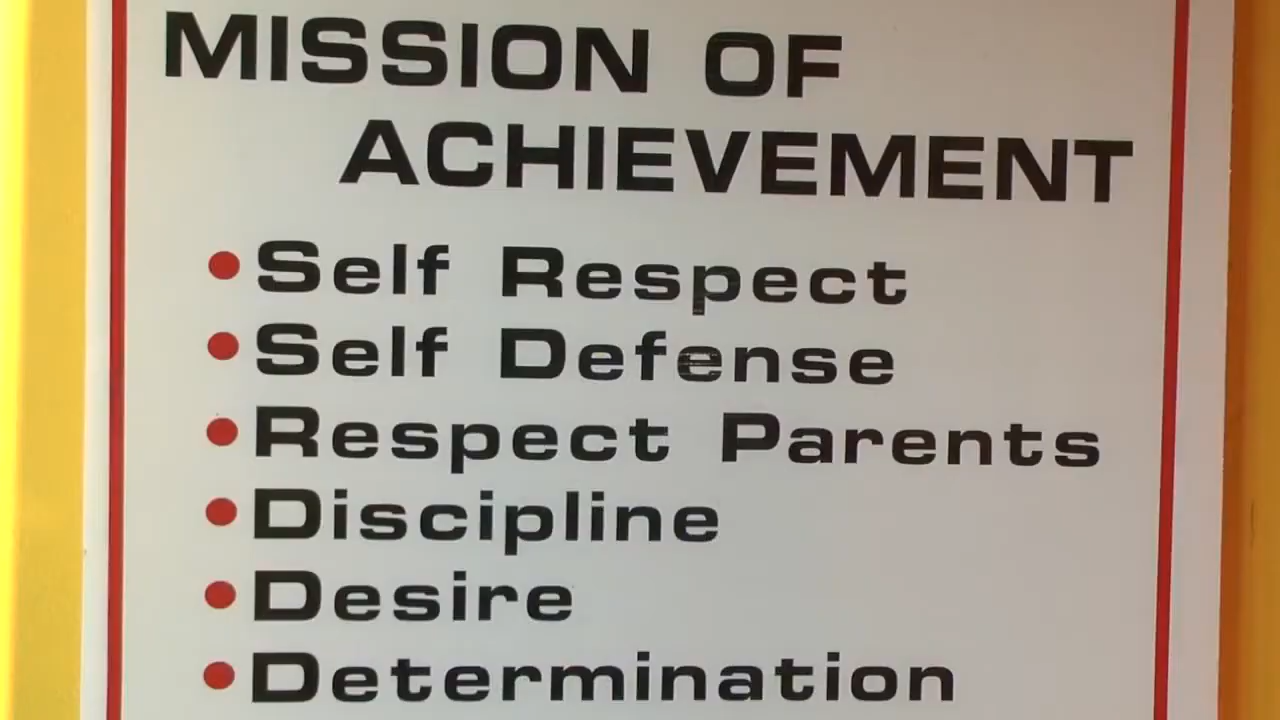 MISSION OF
ACHIEVEMENT
•Self Respect
•Self Defense
•Respect Parents
•Discipline
•Desire
•Determination